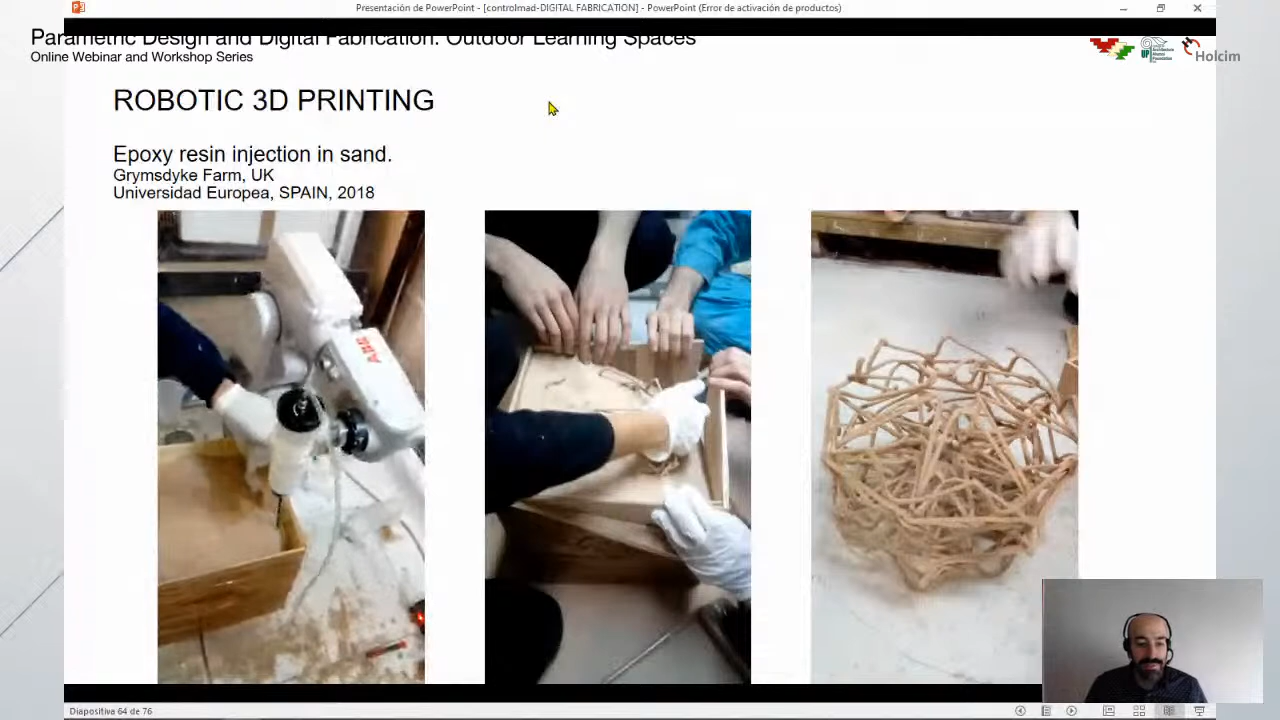 Presentación de PowerPoint - [controlmad-DIGITAL FABRICATION] - PowerPoint (Error de activación de productos)
Parametric Design and Digital Fabrication: Outdoor Learning Spaces
Online Webinar and Workshop Series
Holcim
UP
ROBOTIC 3D PRINTING
Epoxy resin injection in sand.
Grymsdyke Farm, UK
Universidad Europea, SPAIN, 2018
ABB
Diapositiva 64 de 76